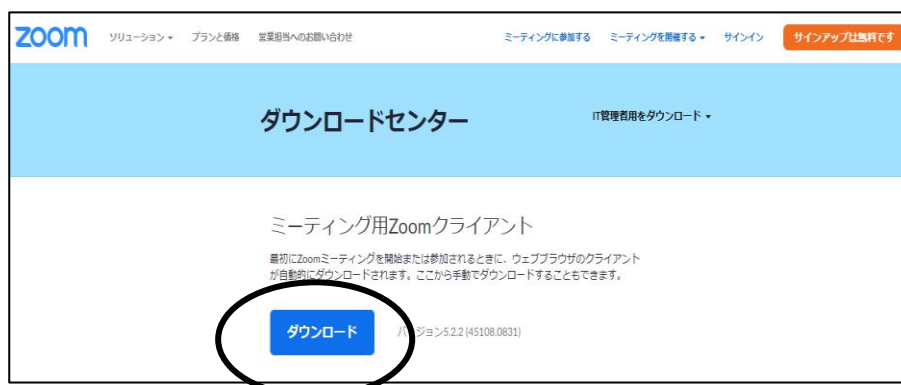 zoom ソリューション プランと価格 営業担当へのお問い合わせ ミーティングに参加する ミーティングを開催する サインイン サインアップは無料です
ダウンロードセンター IT管理者用をダウンロード
ミーティング用Zoomクライアント
最初にZoomミーティングを開始または参加されるときに、ウェブブラウザのクライアント
が自動的にダウンロードされます。ここから手動でダウンロードすることもできます。
ダウンロード バージョン5.2.2 (45108.0831)